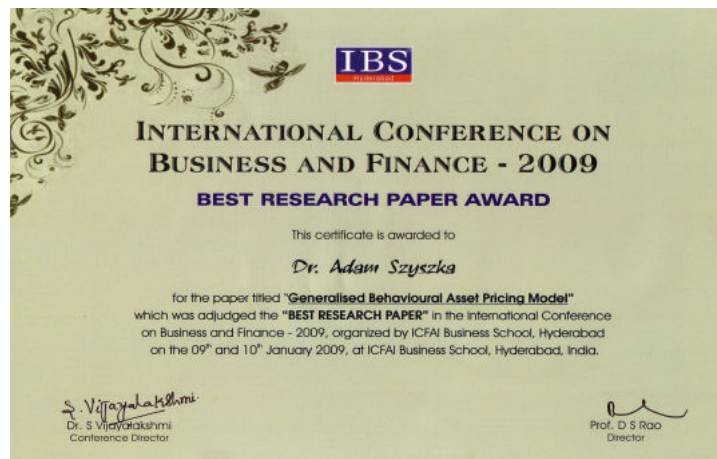 IBS
Hyderabad
INTERNATIONAL CONFERENCE ON
BUSINESS AND FINANCE - 2009
BEST RESEARCH PAPER AWARD
This certificate is awarded to
Dr. Adam Szyszka
for the paper titled "Generalised Behavioural Asset Pricing Model"
which was adjudged the "BEST RESEARCH PAPER" in the International Conference
on Business and Finance - 2009, organized by ICFAI Business School, Hyderabad
on the 09th and 10th January 2009, at ICFAI Business School, Hyderabad, India.
S. Vijayalakshmi
Dr. S Vijayalakshmi
Conference Director
Prof. D S Rao
Director